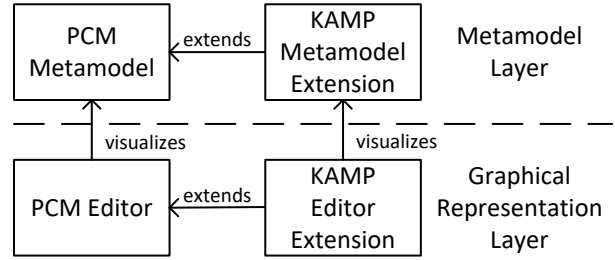 PCM
Metamodel
extends
KAMP
Metamodel
Extension
Metamodel
Layer
visualizes
visualizes
PCM Editor
extends
KAMP
Editor
Extension
Graphical
Representation
Layer